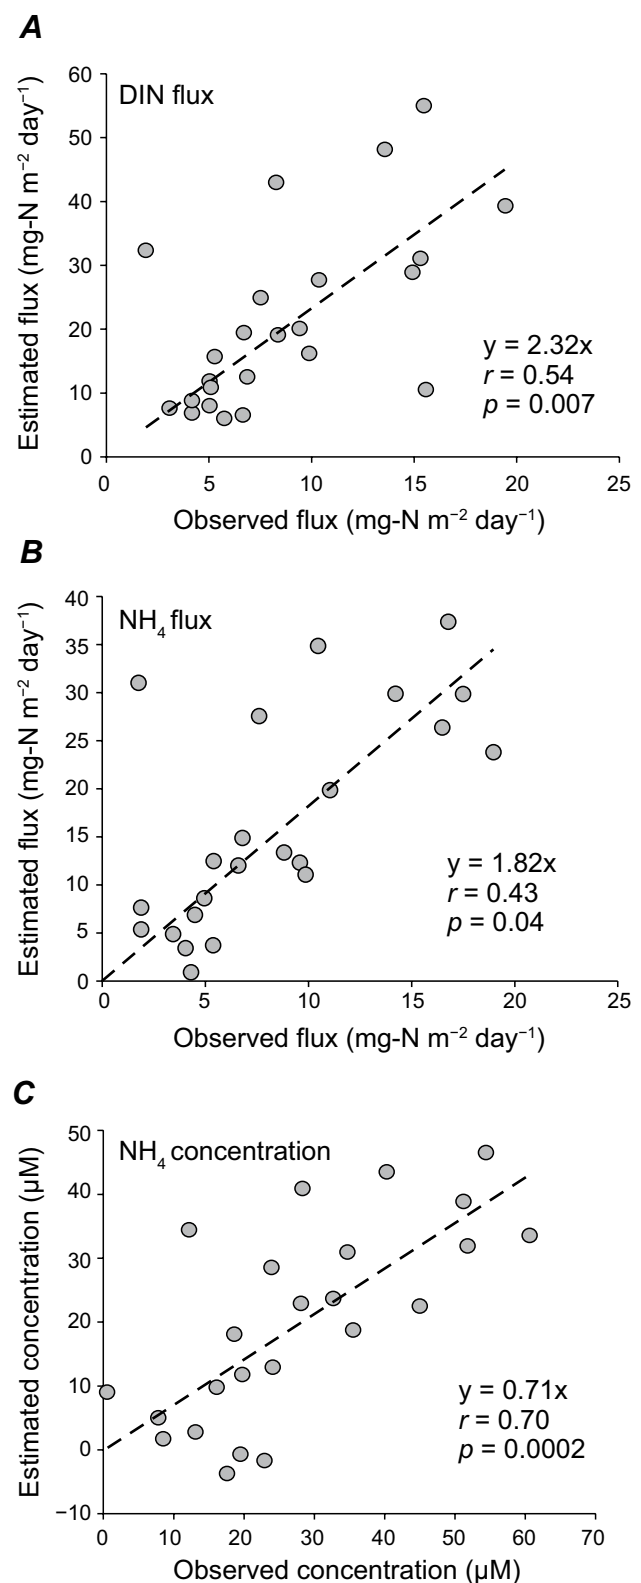 A
DIN flux
Estimated flux (mg-N m⁻² day⁻¹)
60
50
40
30
20
10
0
y = 2.32x
r = 0.54
p = 0.007
0 5 10 15 20 25
Observed flux (mg-N m⁻² day⁻¹)
B
NH₄ flux
Estimated flux (mg-N m⁻² day⁻¹)
40
35
30
25
20
15
10
5
0
y = 1.82x
r = 0.43
p = 0.04
0 5 10 15 20 25
Observed flux (mg-N m⁻² day⁻¹)
C
NH₄ concentration
Estimated concentration (µM)
50
40
30
20
10
0
−10
y = 0.71x
r = 0.70
p = 0.0002
0 10 20 30 40 50 60 70
Observed concentration (µM)